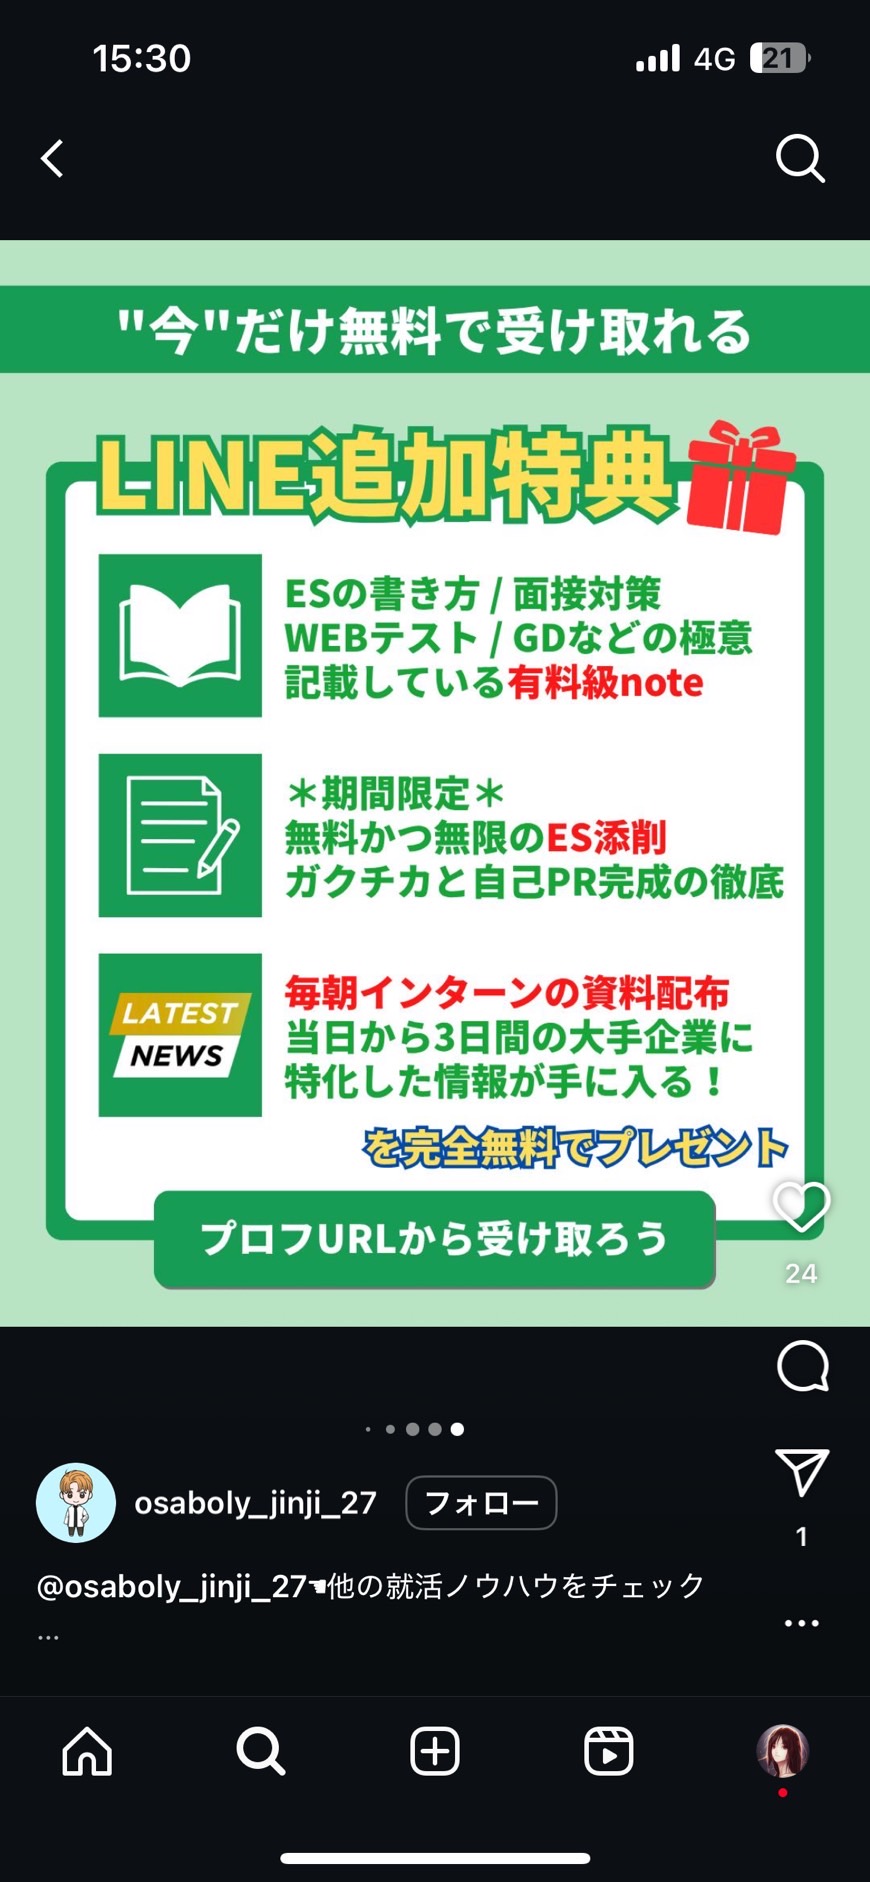 15:30
4G 21
"今"だけ無料で受け取れる
LINE追加特典
ESの書き方 / 面接対策
WEBテスト / GDなどの極意
記載している有料級note
＊期間限定＊
無料かつ無限のES添削
ガクチカと自己PR完成の徹底
LATEST
NEWS
毎朝インターンの資料配布
当日から3日間の大手企業に
特化した情報が手に入る！
を完全無料でプレゼント
プロフURLから受け取ろう
24
osaboly_jinji_27 フォロー
1
@osaboly_jinji_27☚他の就活ノウハウをチェック
...